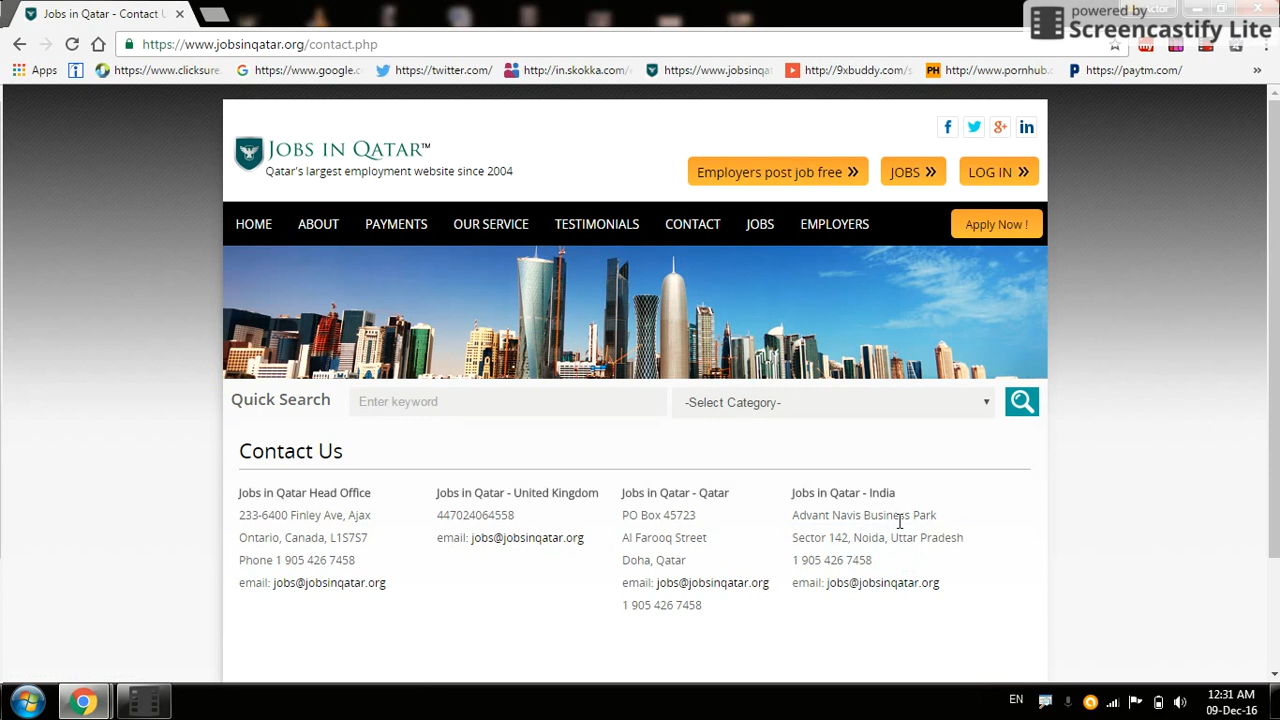 powered by
Screencastify Lite
Jobs in Qatar - Contact U
Actor
https://www.jobsinqatar.org/contact.php
Apps
https://www.clicksure.
https://www.google.c
https://twitter.com/
http://in.skokka.com/
https://www.jobsinqat
http://9xbuddy.com/s
http://www.pornhub.c
https://paytm.com/
»
JOBS IN QATAR™
Qatar's largest employment website since 2004
Employers post job free »
JOBS »
LOG IN »
HOME ABOUT PAYMENTS OUR SERVICE TESTIMONIALS CONTACT JOBS EMPLOYERS
Apply Now !
Quick Search
Enter keyword
-Select Category-
Contact Us
Jobs in Qatar Head Office
233-6400 Finley Ave, Ajax
Ontario, Canada, L1S7S7
Phone 1 905 426 7458
email: jobs@jobsinqatar.org
Jobs in Qatar - United Kingdom
447024064558
email: jobs@jobsinqatar.org
Jobs in Qatar - Qatar
PO Box 45723
Al Farooq Street
Doha, Qatar
email: jobs@jobsinqatar.org
1 905 426 7458
Jobs in Qatar - India
Advant Navis Business Park
Sector 142, Noida, Uttar Pradesh
1 905 426 7458
email: jobs@jobsinqatar.org
EN
12:31 AM
09-Dec-16